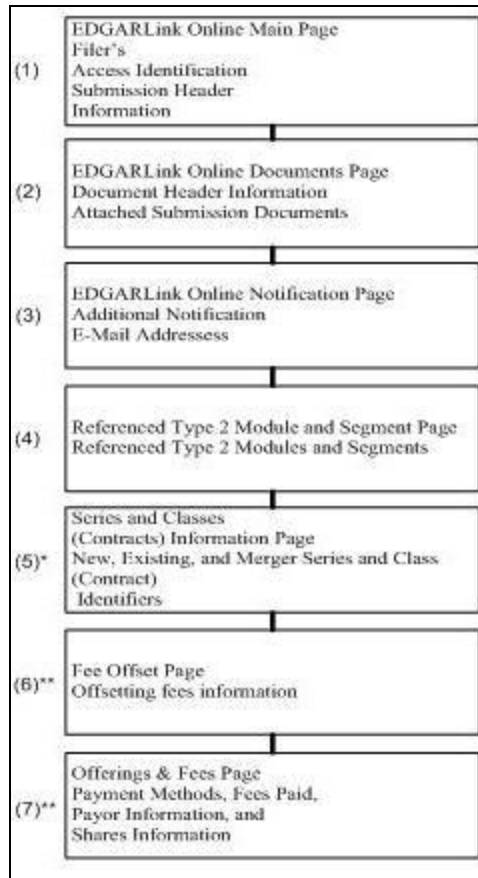 EDGARLink Online Main Page
Filer's
(1)
Access Identification
Submission Header
Information
EDGARLink Online Documents Page
(2)
Document Header Information
Attached Submission Documents
EDGARLink Online Notification Page
(3)
Additional Notification
E-Mail Addressess
(4)
Referenced Type 2 Module and Segment Page
Referenced Type 2 Modules and Segments
Series and Classes
(Contracts) Information Page
(5)*
New, Existing, and Merger Series and Class
(Contract)
Identifiers
Fee Offset Page
(6)**
Offsetting fees information
Offerings & Fees Page
(7)**
Payment Methods, Fees Paid,
Payor Information, and
Shares Information